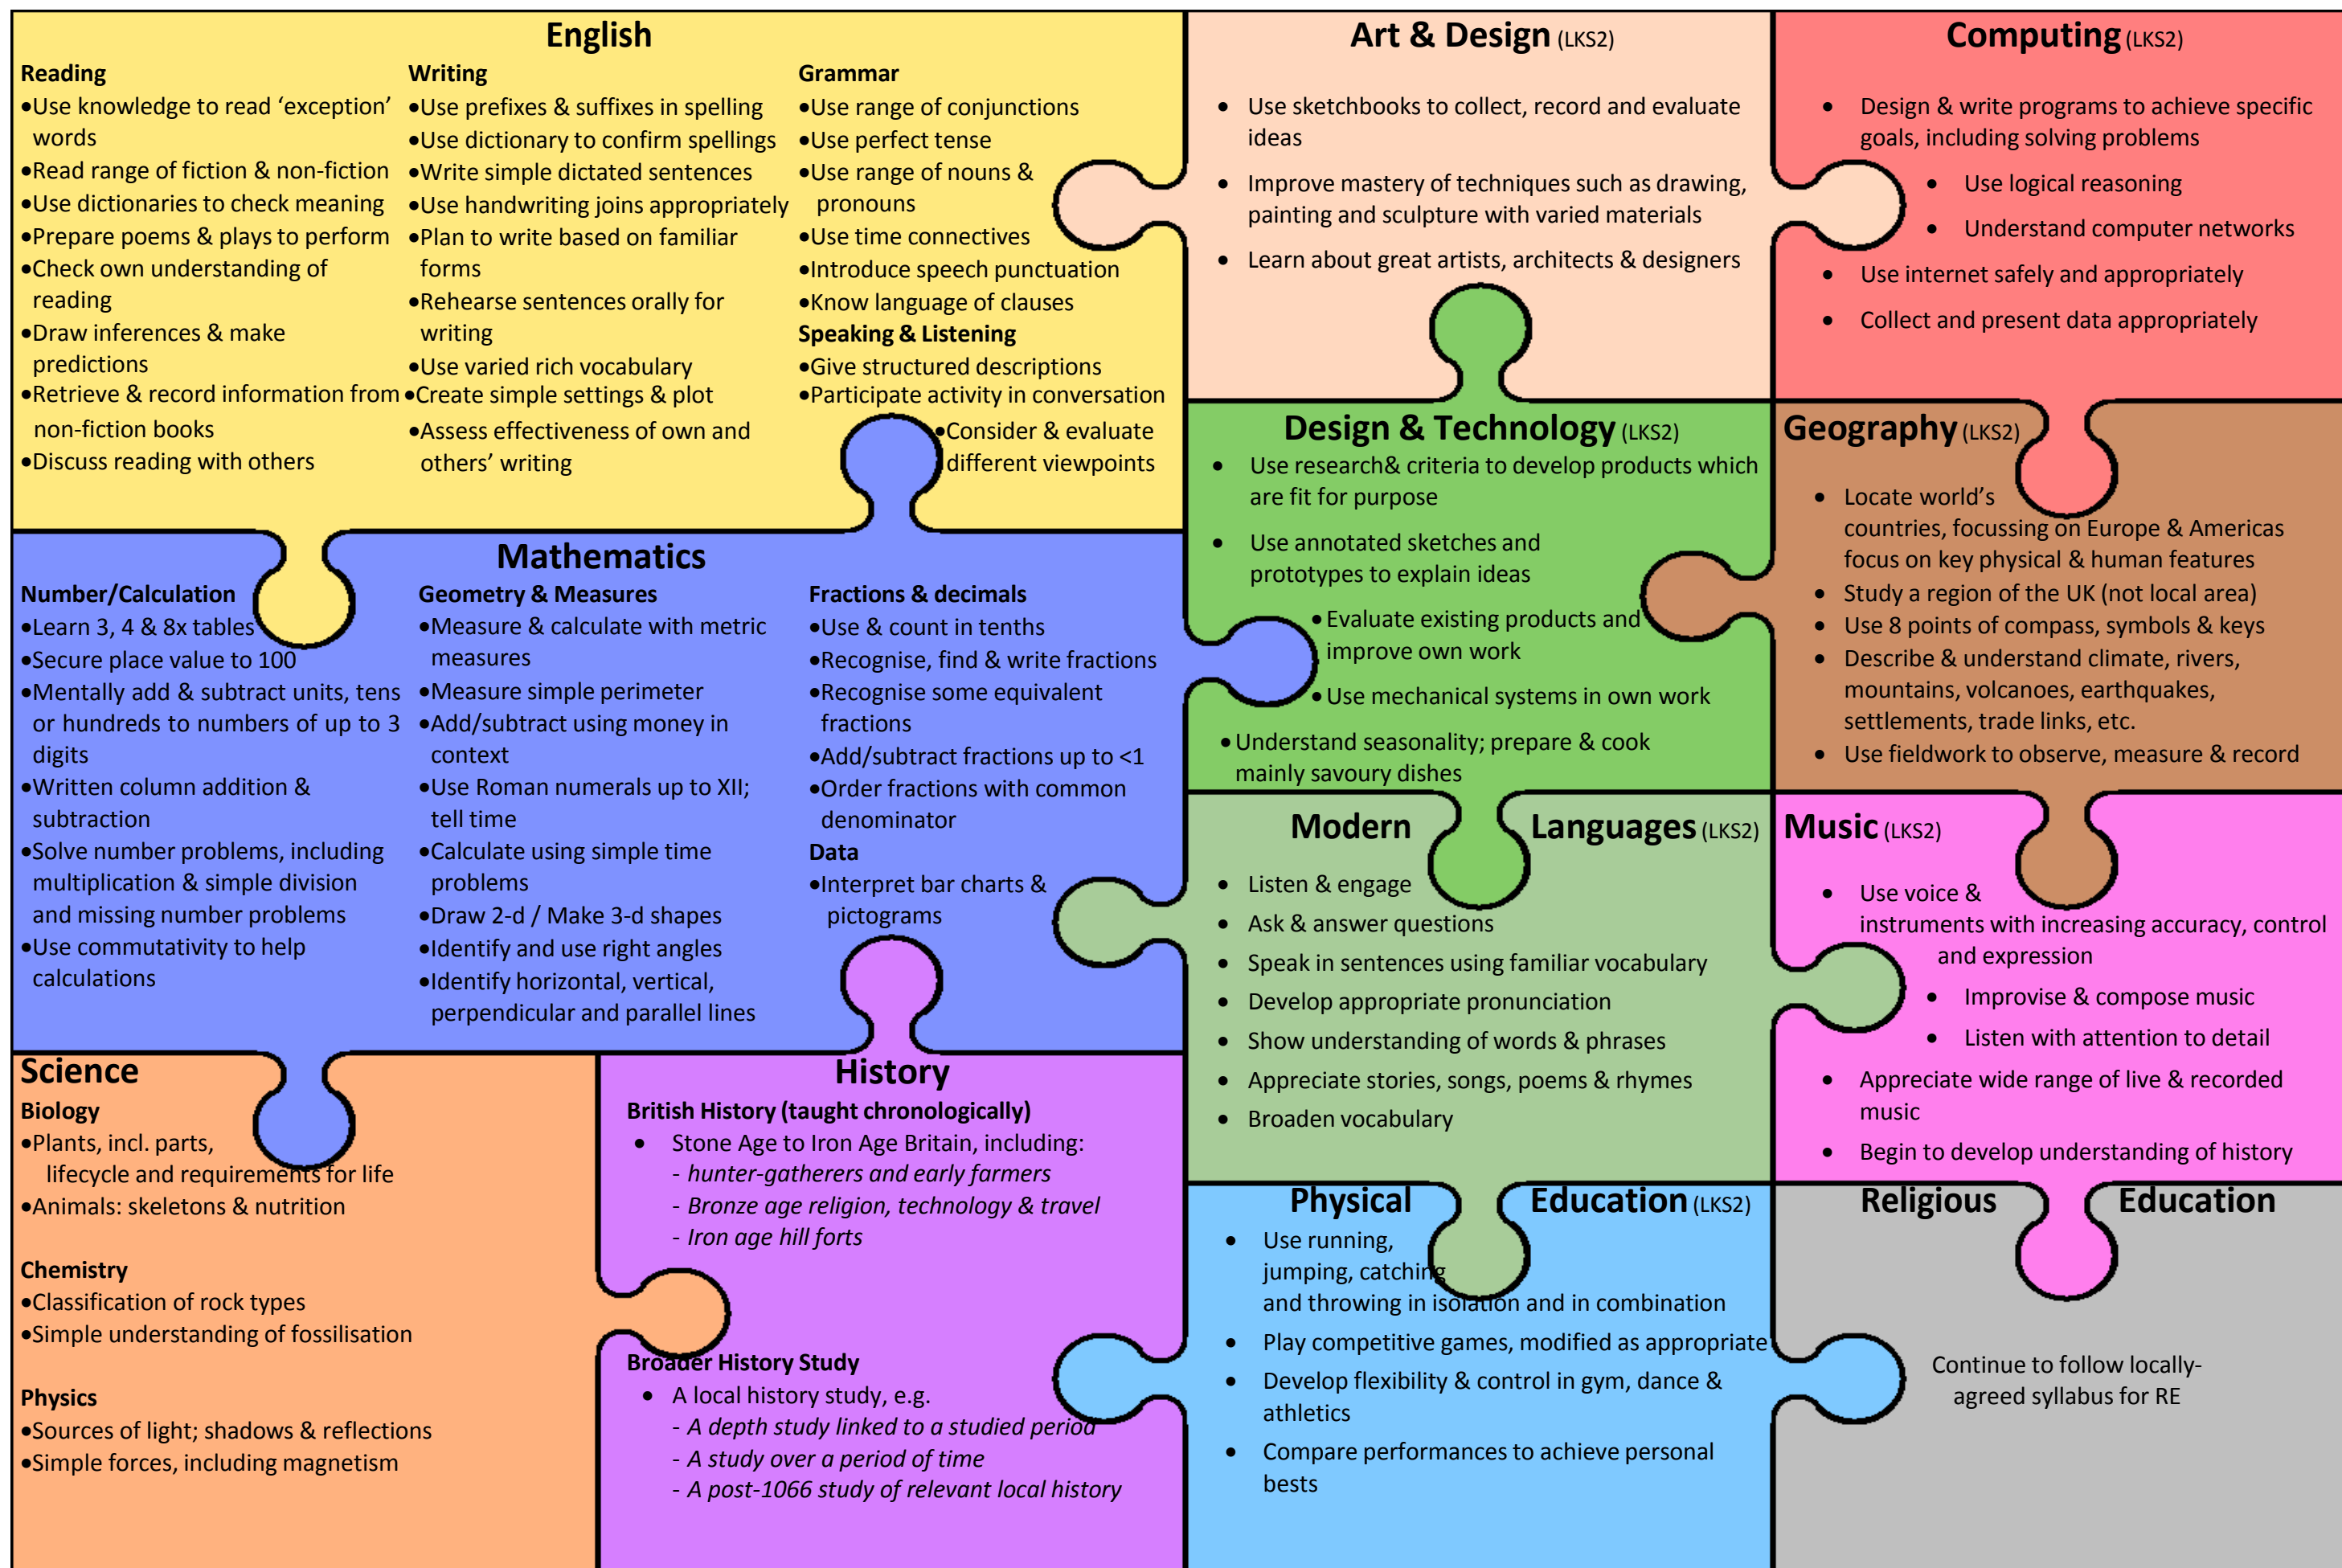 English
Reading
•Use knowledge to read ‘exception’
words
•Read range of fiction & non-fiction
•Use dictionaries to check meaning
•Prepare poems & plays to perform
•Check own understanding of
reading
•Draw inferences & make
predictions
•Retrieve & record information from
non-fiction books
•Discuss reading with others
Writing
•Use prefixes & suffixes in spelling
•Use dictionary to confirm spellings
•Write simple dictated sentences
•Use handwriting joins appropriately
•Plan to write based on familiar
forms
•Rehearse sentences orally for
writing
•Use varied rich vocabulary
•Create simple settings & plot
•Assess effectiveness of own and
others’ writing
Grammar
•Use range of conjunctions
•Use perfect tense
•Use range of nouns &
pronouns
•Use time connectives
•Introduce speech punctuation
•Know language of clauses
Speaking & Listening
•Give structured descriptions
•Participate activity in conversation
•Consider & evaluate
different viewpoints
Art & Design (LKS2)
• Use sketchbooks to collect, record and evaluate
ideas
• Improve mastery of techniques such as drawing,
painting and sculpture with varied materials
• Learn about great artists, architects & designers
Computing (LKS2)
• Design & write programs to achieve specific
goals, including solving problems
• Use logical reasoning
• Understand computer networks
• Use internet safely and appropriately
• Collect and present data appropriately
Mathematics
Number/Calculation
•Learn 3, 4 & 8x tables
•Secure place value to 100
•Mentally add & subtract units, tens
or hundreds to numbers of up to 3
digits
•Written column addition &
subtraction
•Solve number problems, including
multiplication & simple division
and missing number problems
•Use commutativity to help
calculations
Geometry & Measures
•Measure & calculate with metric
measures
•Measure simple perimeter
•Add/subtract using money in
context
•Use Roman numerals up to XII;
tell time
•Calculate using simple time
problems
•Draw 2-d / Make 3-d shapes
•Identify and use right angles
•Identify horizontal, vertical,
perpendicular and parallel lines
Fractions & decimals
•Use & count in tenths
•Recognise, find & write fractions
•Recognise some equivalent
fractions
•Add/subtract fractions up to <1
•Order fractions with common
denominator
Data
•Interpret bar charts &
pictograms
Design & Technology (LKS2)
• Use research& criteria to develop products which
are fit for purpose
• Use annotated sketches and
prototypes to explain ideas
• Evaluate existing products and
improve own work
• Use mechanical systems in own work
• Understand seasonality; prepare & cook
mainly savoury dishes
Geography (LKS2)
• Locate world’s
countries, focussing on Europe & Americas
focus on key physical & human features
• Study a region of the UK (not local area)
• Use 8 points of compass, symbols & keys
• Describe & understand climate, rivers,
mountains, volcanoes, earthquakes,
settlements, trade links, etc.
• Use fieldwork to observe, measure & record
Modern Languages (LKS2)
• Listen & engage
• Ask & answer questions
• Speak in sentences using familiar vocabulary
• Develop appropriate pronunciation
• Show understanding of words & phrases
• Appreciate stories, songs, poems & rhymes
• Broaden vocabulary
Music (LKS2)
• Use voice &
instruments with increasing accuracy, control
and expression
• Improvise & compose music
• Listen with attention to detail
• Appreciate wide range of live & recorded
music
• Begin to develop understanding of history
Science
Biology
•Plants, incl. parts,
lifecycle and requirements for life
•Animals: skeletons & nutrition
Chemistry
•Classification of rock types
•Simple understanding of fossilisation
Physics
•Sources of light; shadows & reflections
•Simple forces, including magnetism
History
British History (taught chronologically)
• Stone Age to Iron Age Britain, including:
- hunter-gatherers and early farmers
- Bronze age religion, technology & travel
- Iron age hill forts
Broader History Study
• A local history study, e.g.
- A depth study linked to a studied period
- A study over a period of time
- A post-1066 study of relevant local history
Physical Education (LKS2)
• Use running,
jumping, catching
and throwing in isolation and in combination
• Play competitive games, modified as appropriate
• Develop flexibility & control in gym, dance &
athletics
• Compare performances to achieve personal
bests
Religious Education
Continue to follow locally-
agreed syllabus for RE